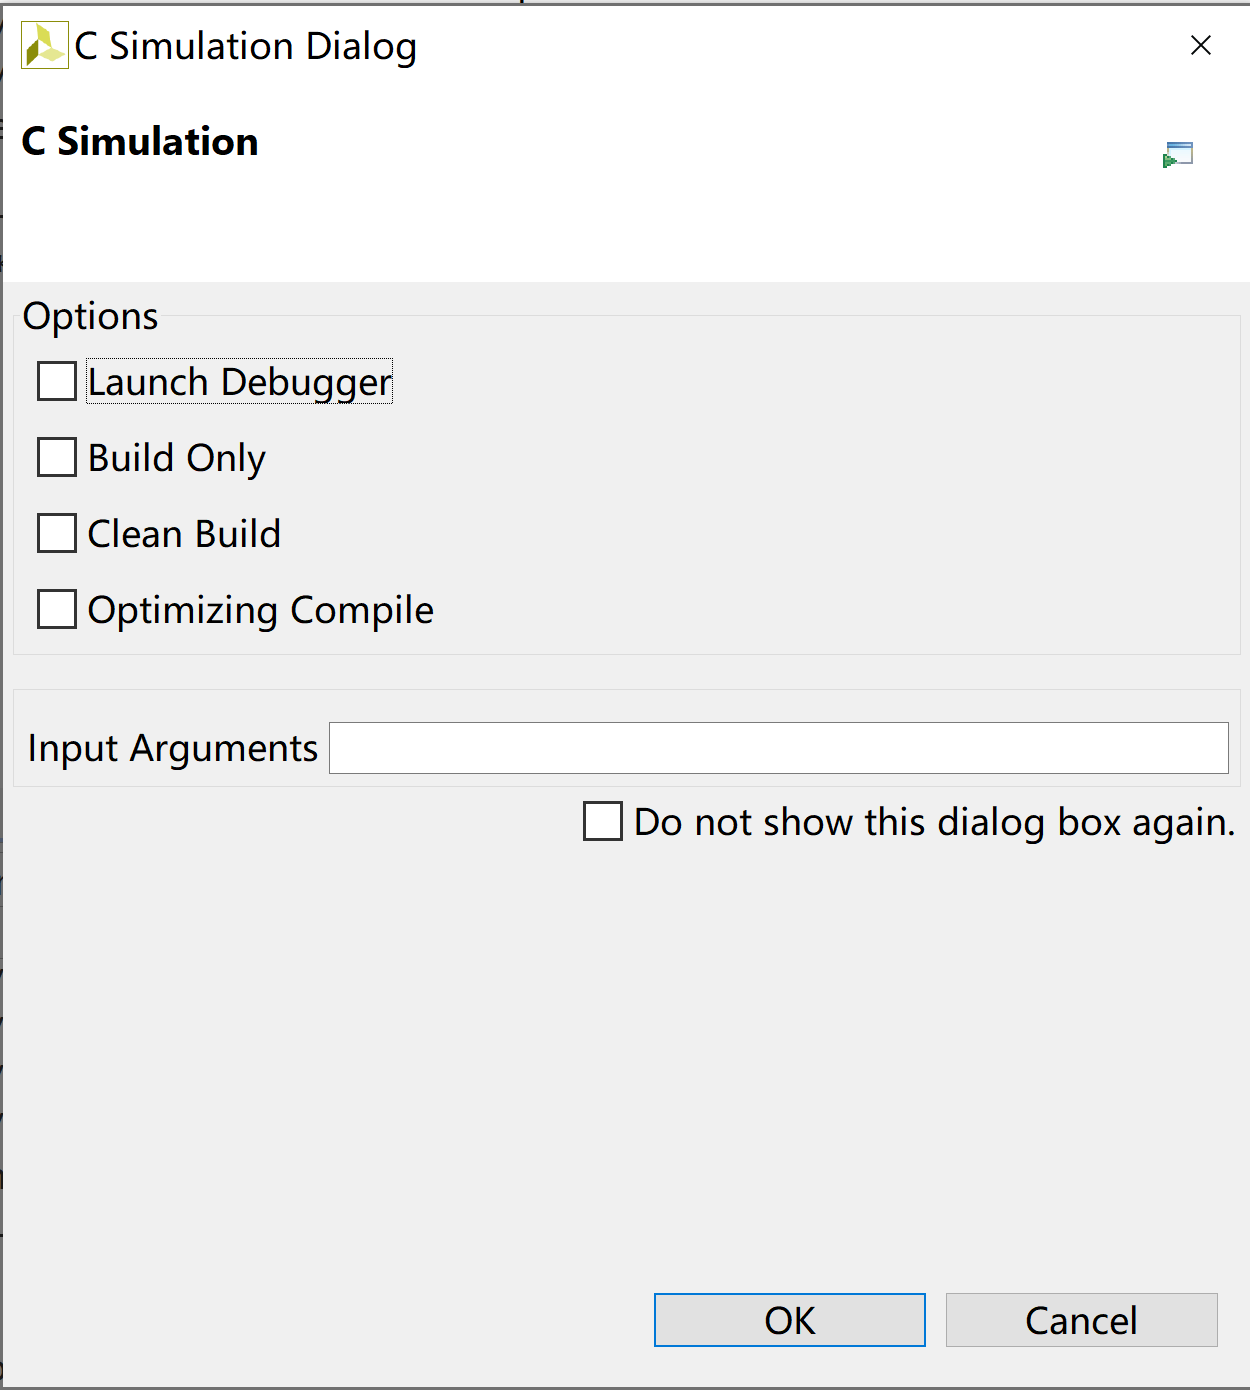 C Simulation Dialog
C Simulation
Options
Launch Debugger
Build Only
Clean Build
Optimizing Compile
Input Arguments
Do not show this dialog box again.
OK
Cancel